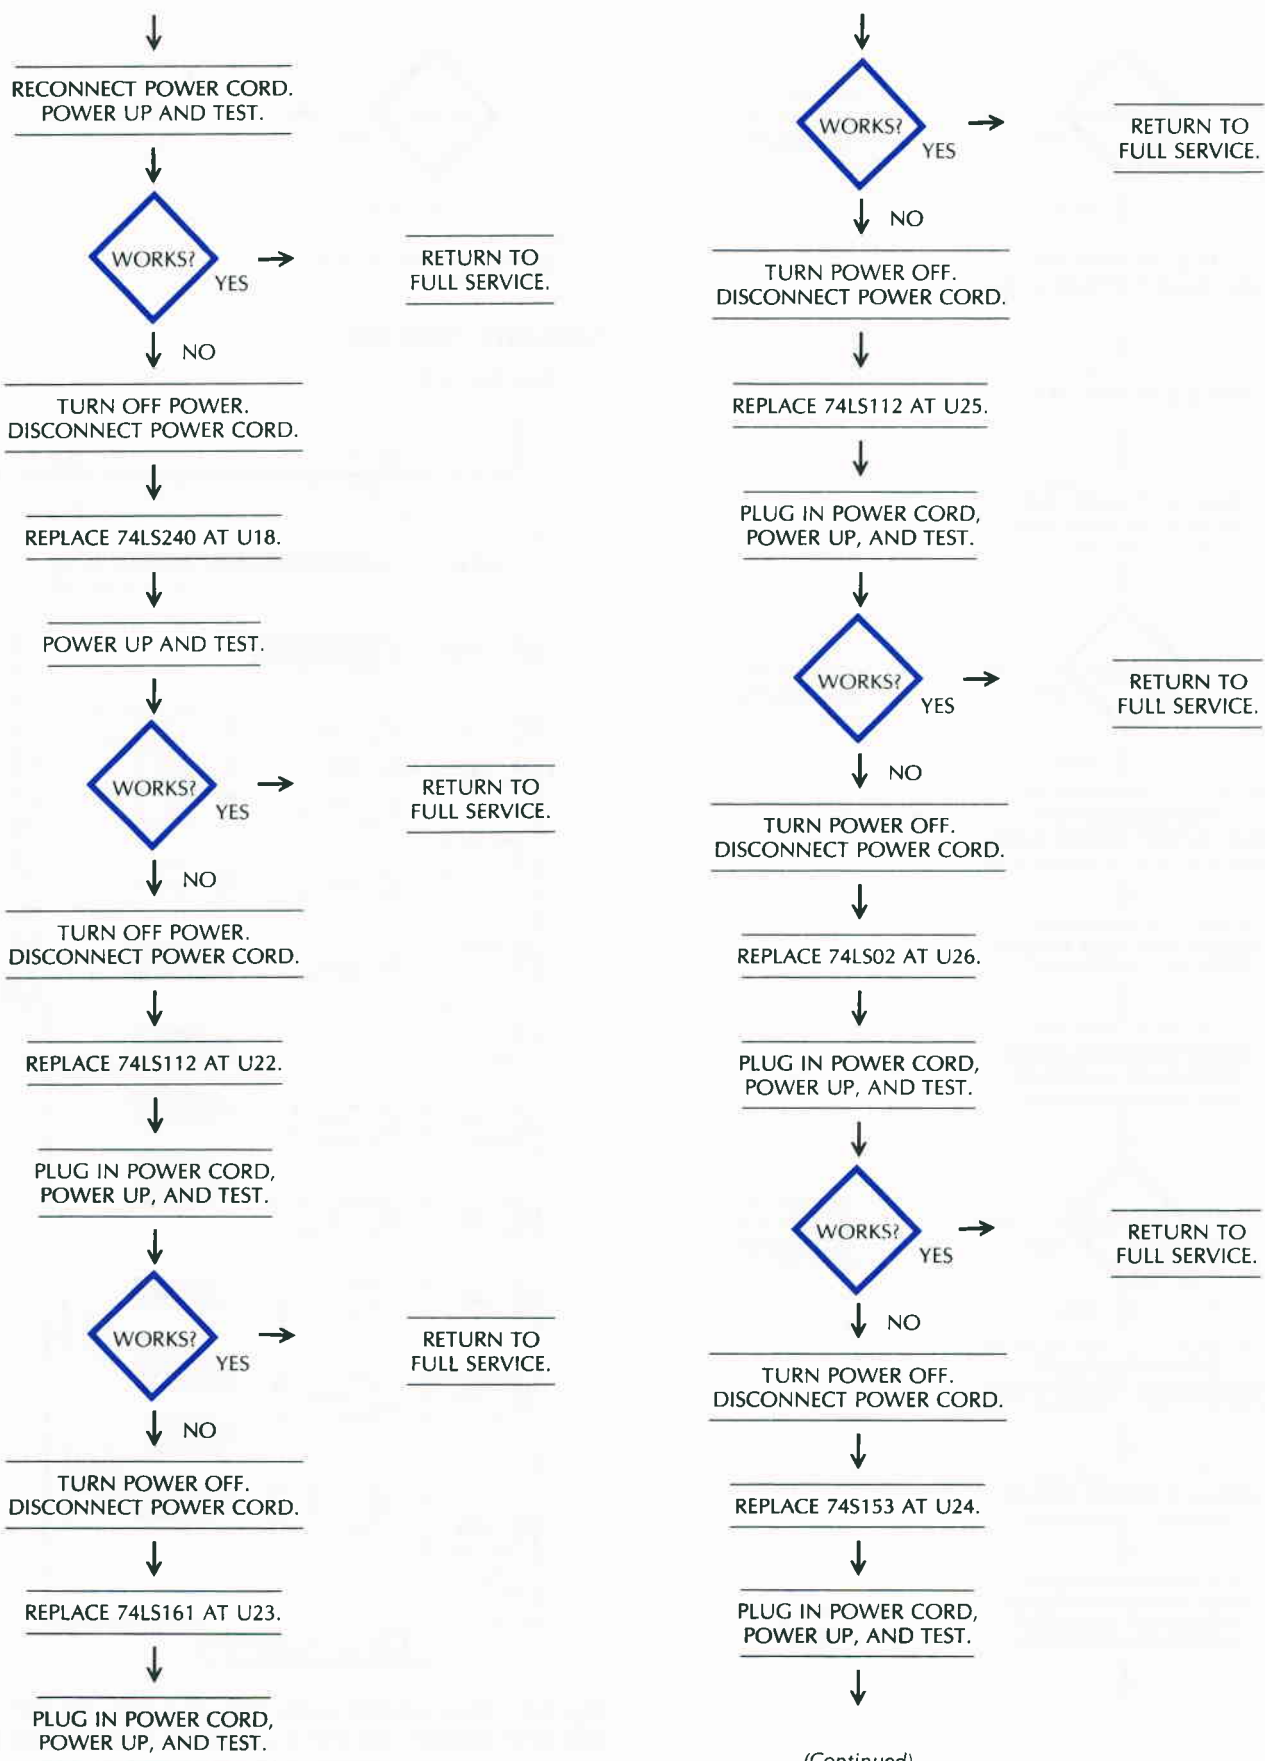 RECONNECT POWER CORD.
POWER UP AND TEST.
WORKS?
YES
RETURN TO
FULL SERVICE.
NO
TURN OFF POWER.
DISCONNECT POWER CORD.
REPLACE 74LS240 AT U18.
POWER UP AND TEST.
WORKS?
YES
RETURN TO
FULL SERVICE.
NO
TURN OFF POWER.
DISCONNECT POWER CORD.
REPLACE 74LS112 AT U22.
PLUG IN POWER CORD,
POWER UP, AND TEST.
WORKS?
YES
RETURN TO
FULL SERVICE.
NO
TURN POWER OFF.
DISCONNECT POWER CORD.
REPLACE 74LS161 AT U23.
PLUG IN POWER CORD,
POWER UP, AND TEST.
WORKS?
YES
RETURN TO
FULL SERVICE.
NO
TURN POWER OFF.
DISCONNECT POWER CORD.
REPLACE 74LS112 AT U25.
PLUG IN POWER CORD,
POWER UP, AND TEST.
WORKS?
YES
RETURN TO
FULL SERVICE.
NO
TURN POWER OFF.
DISCONNECT POWER CORD.
REPLACE 74LS02 AT U26.
PLUG IN POWER CORD,
POWER UP, AND TEST.
WORKS?
YES
RETURN TO
FULL SERVICE.
NO
TURN POWER OFF.
DISCONNECT POWER CORD.
REPLACE 74S153 AT U24.
PLUG IN POWER CORD,
POWER UP, AND TEST.
(Continued)